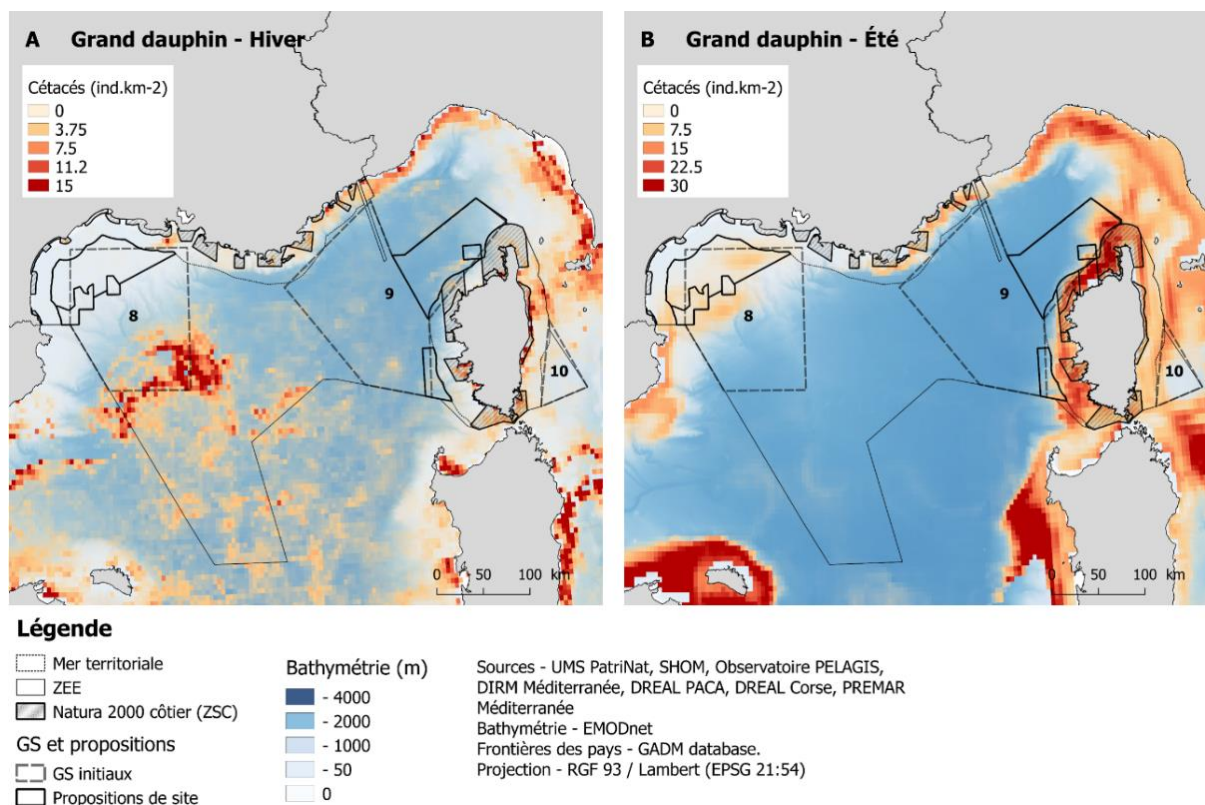 A Grand dauphin - Hiver
Cétacés (ind.km-2)
0
3.75
7.5
11.2
15
8
9
10
0 50 100 km
B Grand dauphin - Été
Cétacés (ind.km-2)
0
7.5
15
22.5
30
8
9
10
0 50 100 km
Légende
Mer territoriale
ZEE
Natura 2000 côtier (ZSC)
GS et propositions
GS initiaux
Propositions de site
Bathymétrie (m)
- 4000
- 2000
- 1000
- 50
0
Sources - UMS PatriNat, SHOM, Observatoire PELAGIS,
DIRM Méditerranée, DREAL PACA, DREAL Corse, PREMAR
Méditerranée
Bathymétrie - EMODnet
Frontières des pays - GADM database.
Projection - RGF 93 / Lambert (EPSG 21:54)